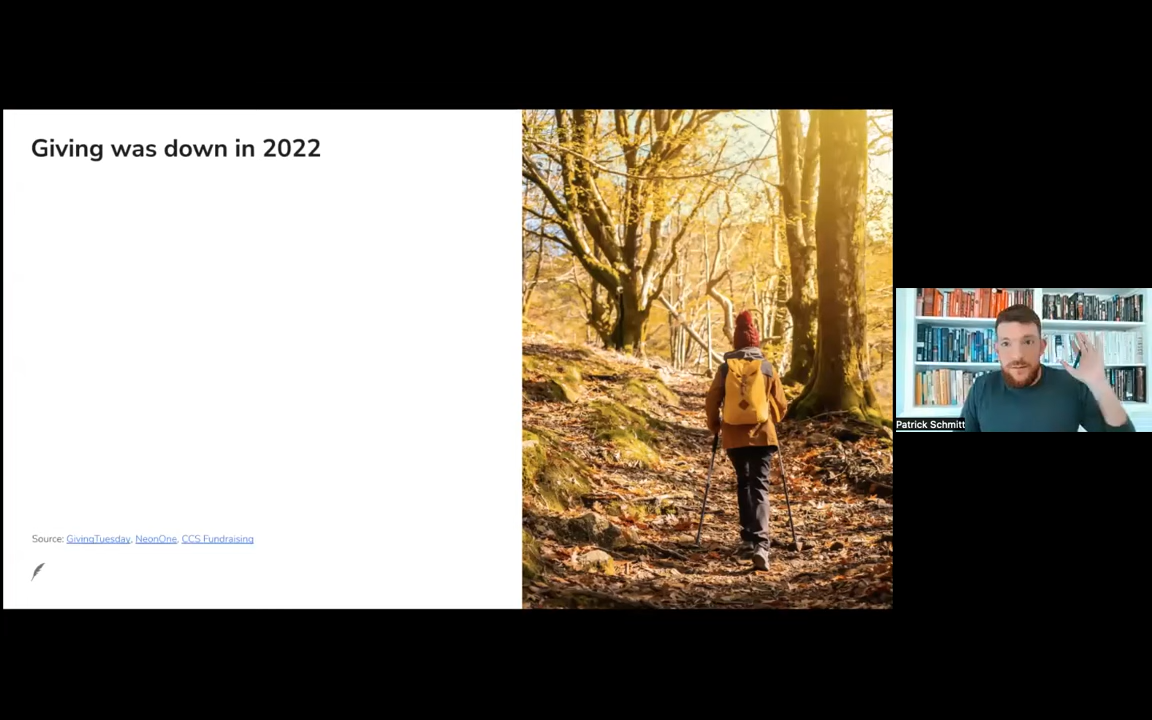 Giving was down in 2022
Source: GivingTuesday, NeonOne, CCS Fundraising
Patrick Schmitt